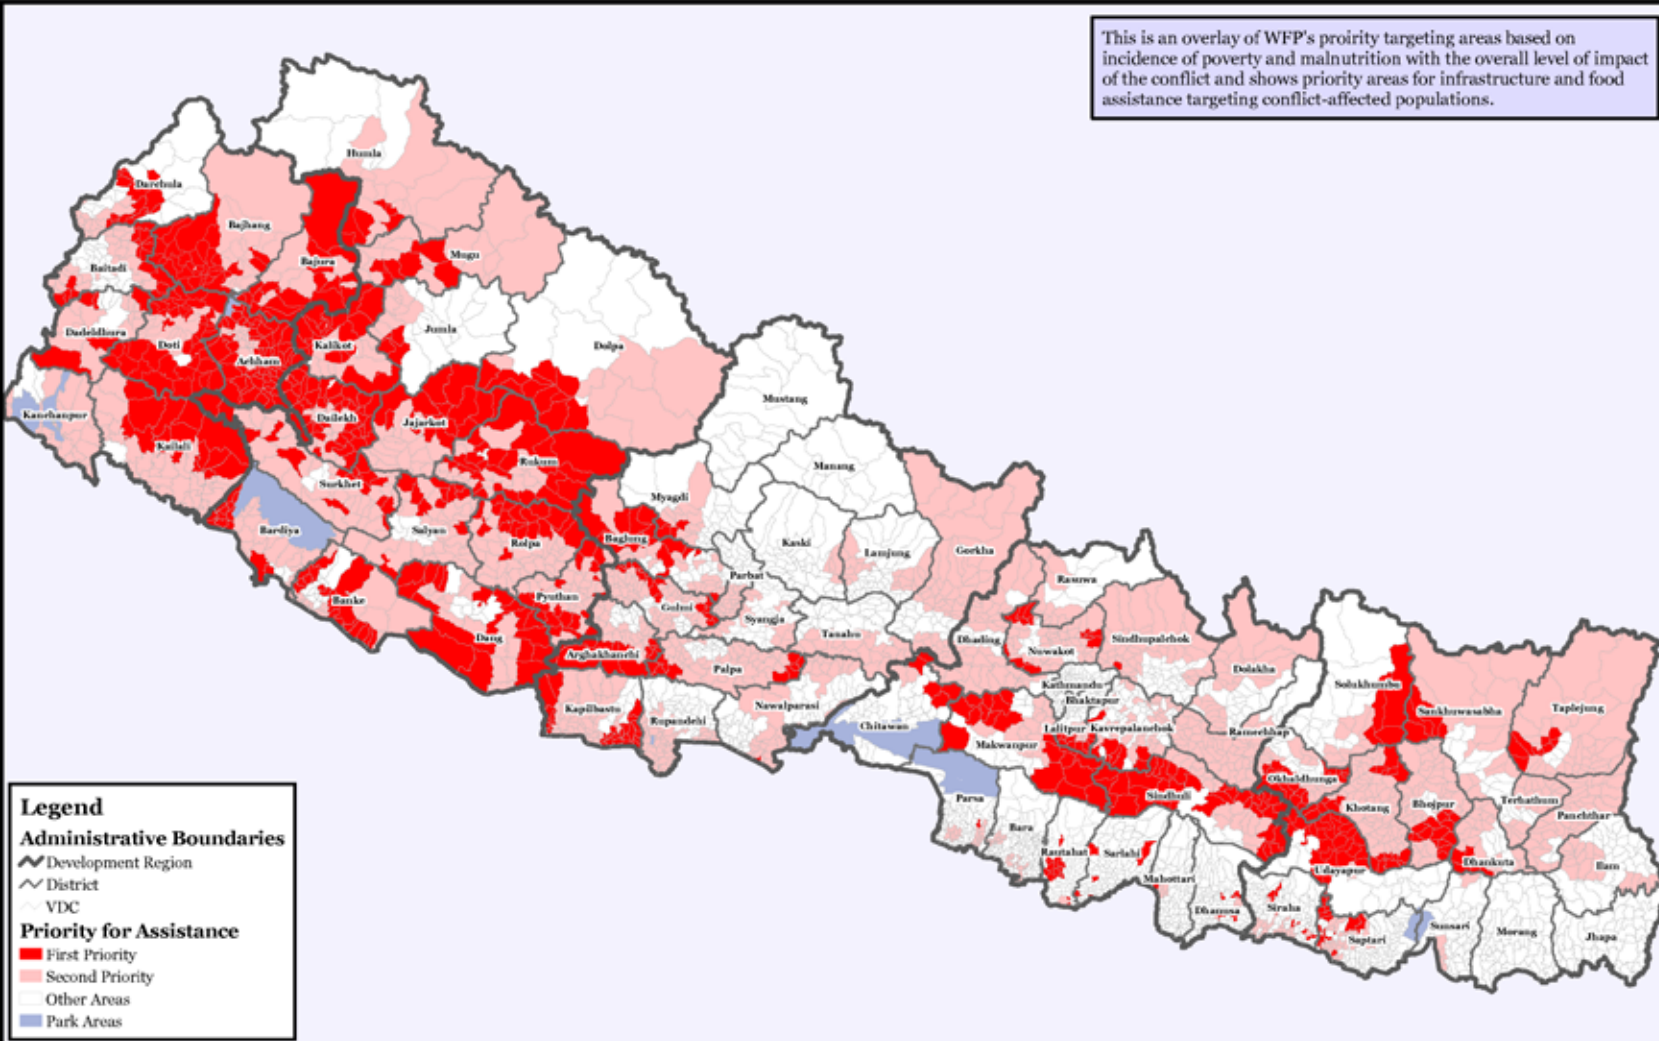 This is an overlay of WFP's proirity targeting areas based on
incidence of poverty and malnutrition with the overall level of impact
of the conflict and shows priority areas for infrastructure and food
assistance targeting conflict-affected populations.
Humla
Darchula
Bajhang
Bajura
Mugu
Baitadi
Jumla
Dadeldhura
Doti
Kalikot
Achham
Dolpa
Mustang
Kanchanpur
Dailekh
Jajarkot
Kailali
Rukum
Manang
Surkhet
Myagdi
Bardiya
Salyan
Rolpa
Baglung
Kaski
Lamjung
Gorkha
Parbat
Rasuwa
Banke
Pyuthan
Gulmi
Syangja
Tanahu
Dang
Dhading
Nuwakot
Sindhupalchok
Arghakhanchi
Palpa
Dolakha
Kathmandu
Bhaktapur
Solukhumbu
Kapilbastu
Rupandehi
Nawalparasi
Chitawan
Lalitpur
Kavrepalanchok
Ramechhap
Sankhuwasabha
Taplejung
Makwanpur
Okhaldhunga
Parsa
Sindhuli
Khotang
Bhojpur
Terhathum
Panchthar
Bara
Rautahat
Sarlahi
Mahottari
Udayapur
Dhankuta
Ilam
Dhanusa
Siraha
Saptari
Sunsari
Morang
Jhapa
Legend
Administrative Boundaries
Development Region
District
VDC
Priority for Assistance
First Priority
Second Priority
Other Areas
Park Areas